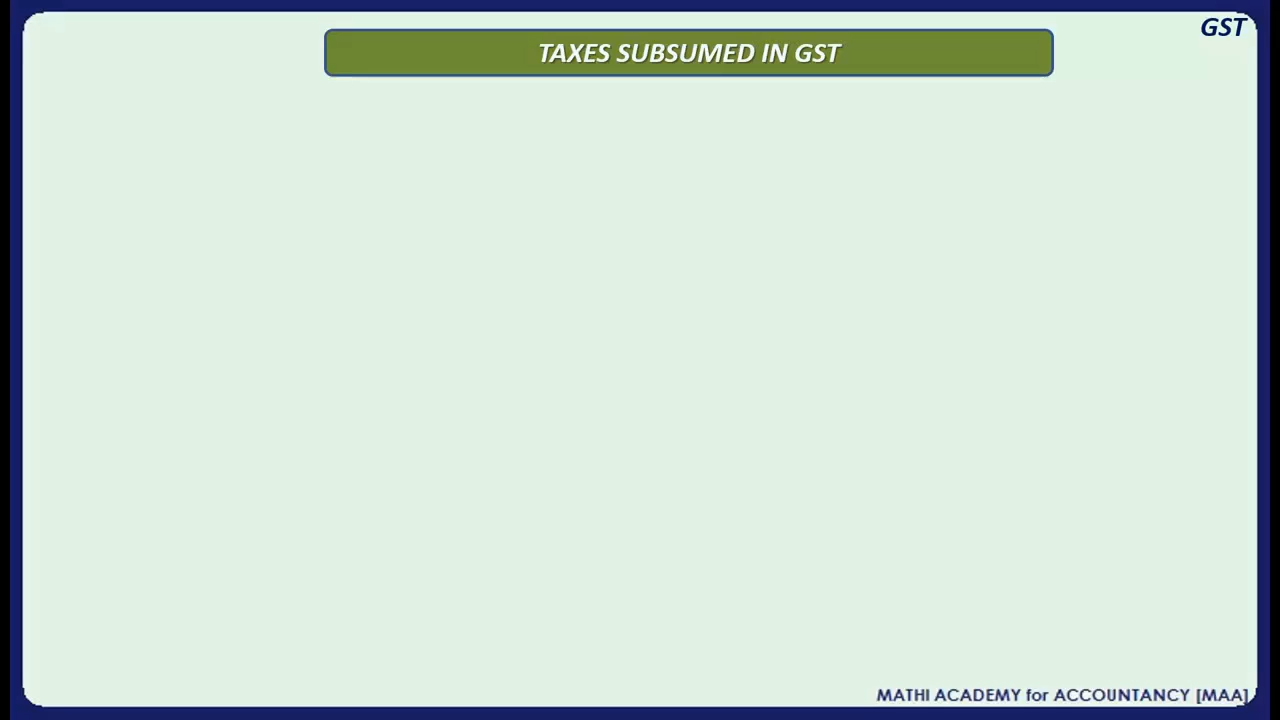 GST
TAXES SUBSUMED IN GST
MATHI ACADEMY for ACCOUNTANCY [MAA]